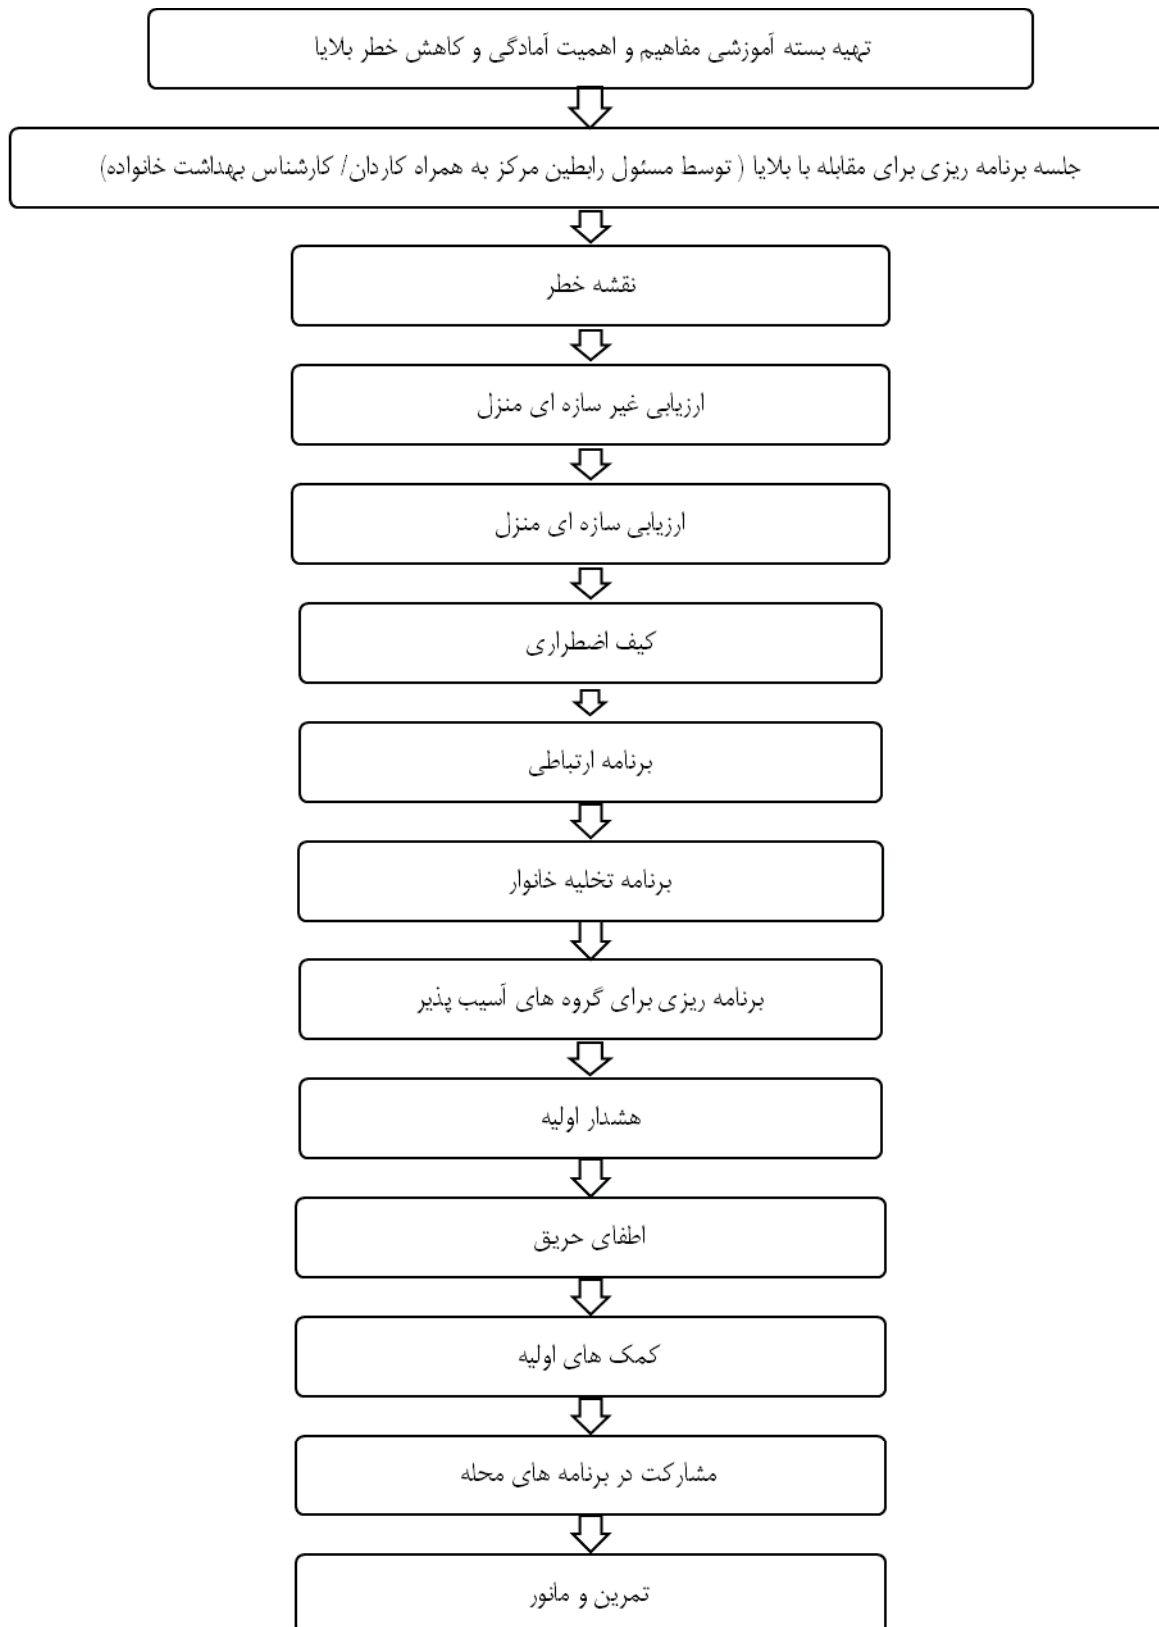 تهیه بسته آموزشی مفاهیم و اهمیت آمادگی و کاهش خطر بلایا
جلسه برنامه ریزی برای مقابله با بلایا ( توسط مسئول رابطین مرکز به همراه کاردان/ کارشناس بهداشت خانواده)
نقشه خطر
ارزیابی غیر سازه ای منزل
ارزیابی سازه ای منزل
کیف اضطراری
برنامه ارتباطی
برنامه تخلیه خانوار
برنامه ریزی برای گروه های آسیب پذیر
هشدار اولیه
اطفای حریق
کمک های اولیه
مشارکت در برنامه های محله
تمرین و مانور